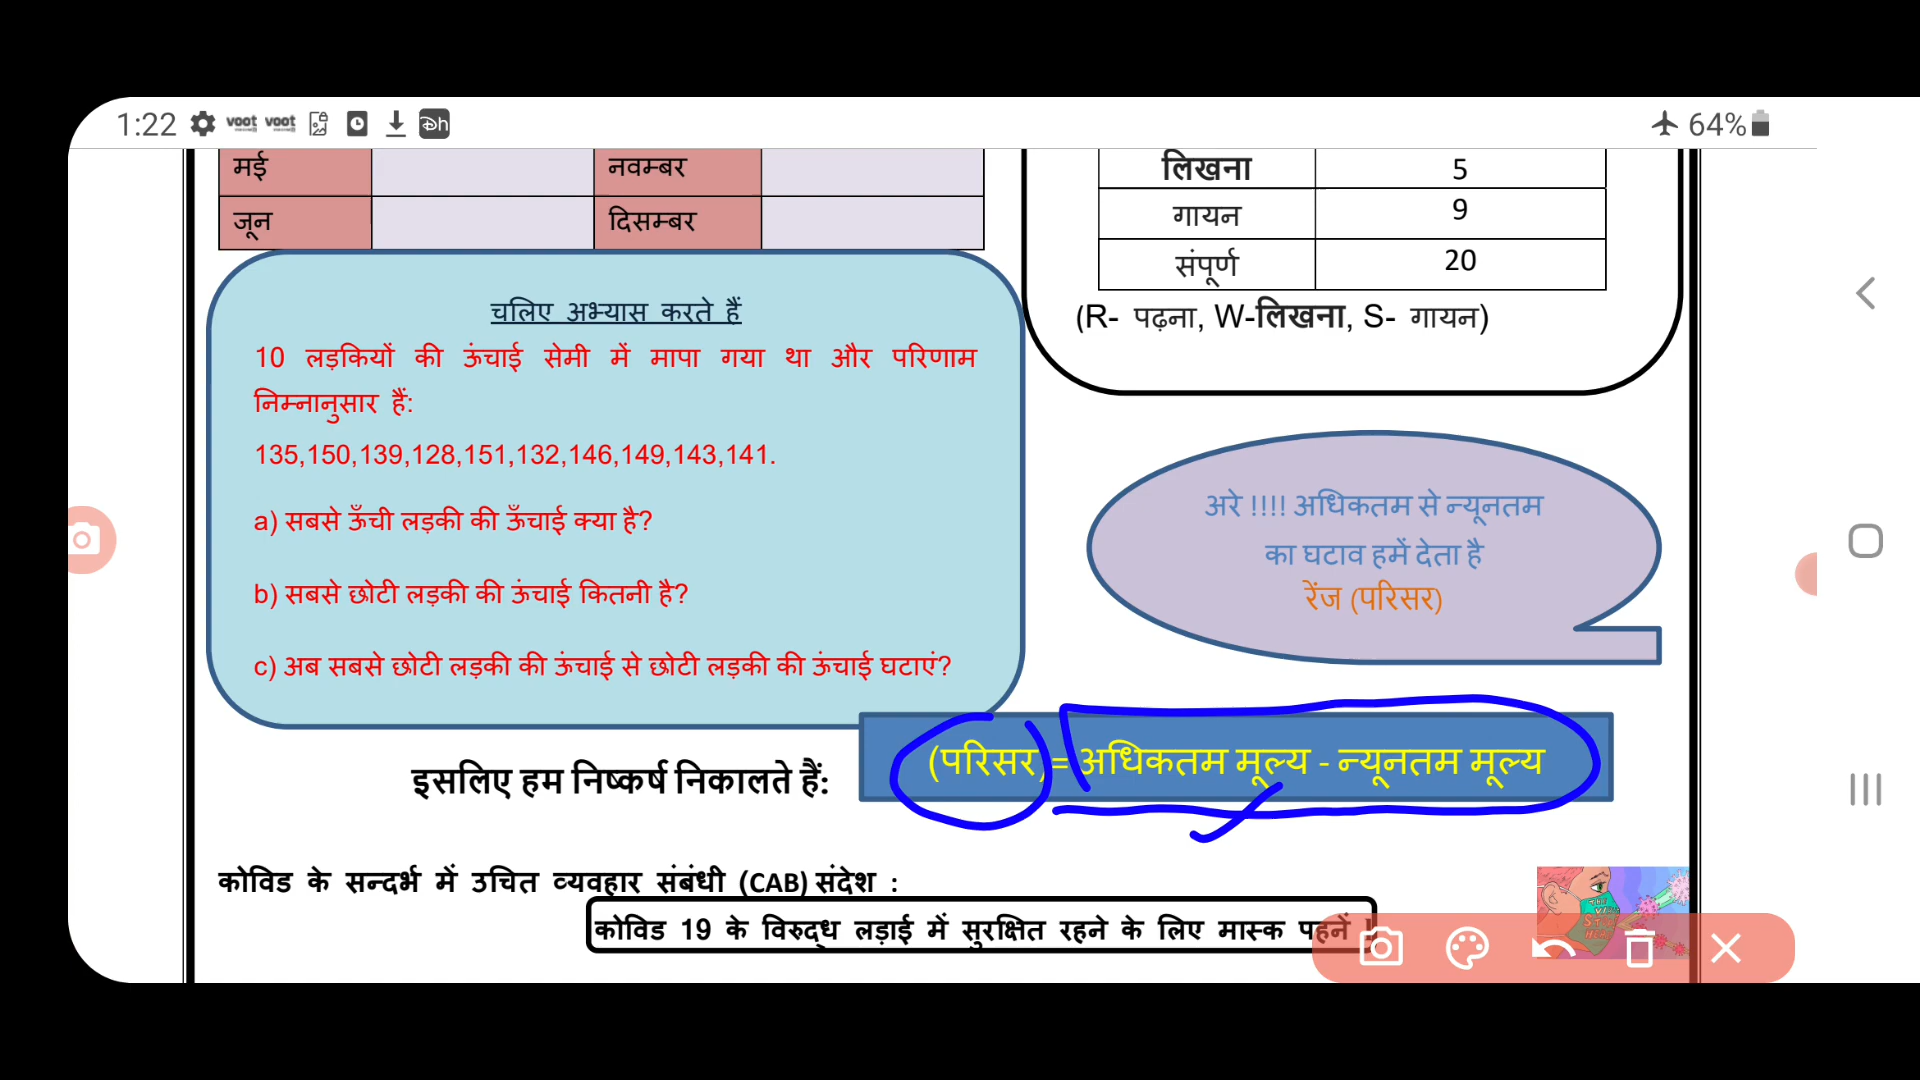 1:22 voot voot Dh 64%
मई नवम्बर
जून दिसम्बर
लिखना 5
गायन 9
संपूर्ण 20
(R- पढ़ना, W-लिखना, S- गायन)
चलिए अभ्यास करते हैं
10 लड़कियों की ऊंचाई सेमी में मापा गया था और परिणाम
निम्नानुसार हैं:
135,150,139,128,151,132,146,149,143,141.
a) सबसे ऊँची लड़की की ऊँचाई क्या है?
b) सबसे छोटी लड़की की ऊंचाई कितनी है?
c) अब सबसे छोटी लड़की की ऊंचाई से छोटी लड़की की ऊंचाई घटाएं?
अरे !!!! अधिकतम से न्यूनतम
का घटाव हमें देता है
रेंज (परिसर)
इसलिए हम निष्कर्ष निकालते हैं:
(परिसर)= अधिकतम मूल्य - न्यूनतम मूल्य
कोविड के सन्दर्भ में उचित व्यवहार संबंधी (CAB) संदेश :
कोविड 19 के विरुद्ध लड़ाई में सुरक्षित रहने के लिए मास्क पहनें